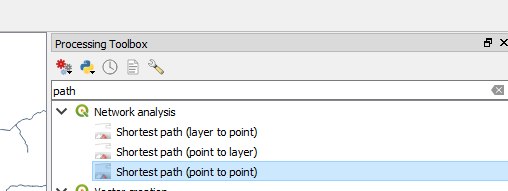 Processing Toolbox
path
Network analysis
Shortest path (layer to point)
Shortest path (point to layer)
Shortest path (point to point)
Vector creation